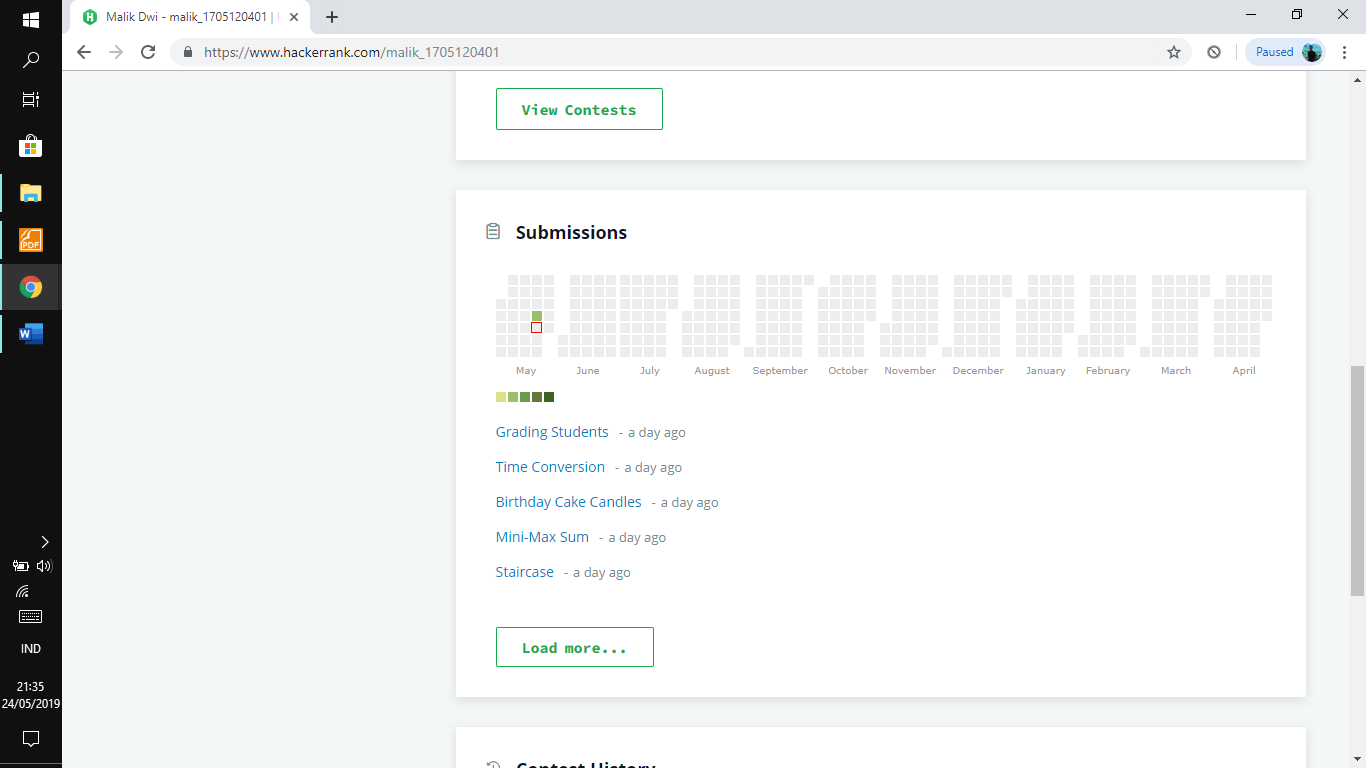 Malik Dwi - malik_1705120401 |
https://www.hackerrank.com/malik_1705120401
Paused
View Contests
Submissions
May June July August September October November December January February March April
Grading Students - a day ago
Time Conversion - a day ago
Birthday Cake Candles - a day ago
Mini-Max Sum - a day ago
Staircase - a day ago
Load more...
Contest History
PDF
W
IND
21:35
24/05/2019